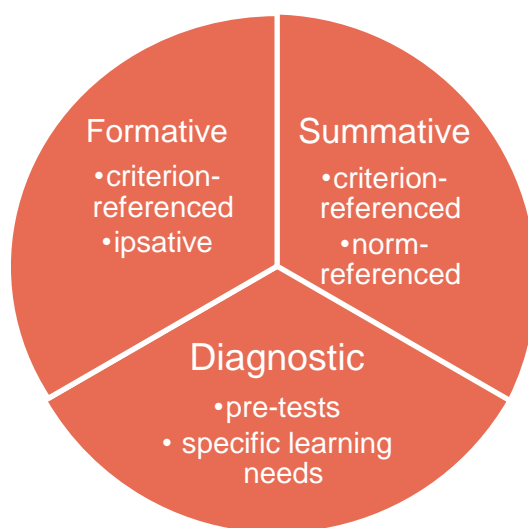 Formative
•criterion-
referenced
•ipsative
Summative
•criterion-
referenced
•norm-
referenced
Diagnostic
•pre-tests
• specific learning
needs